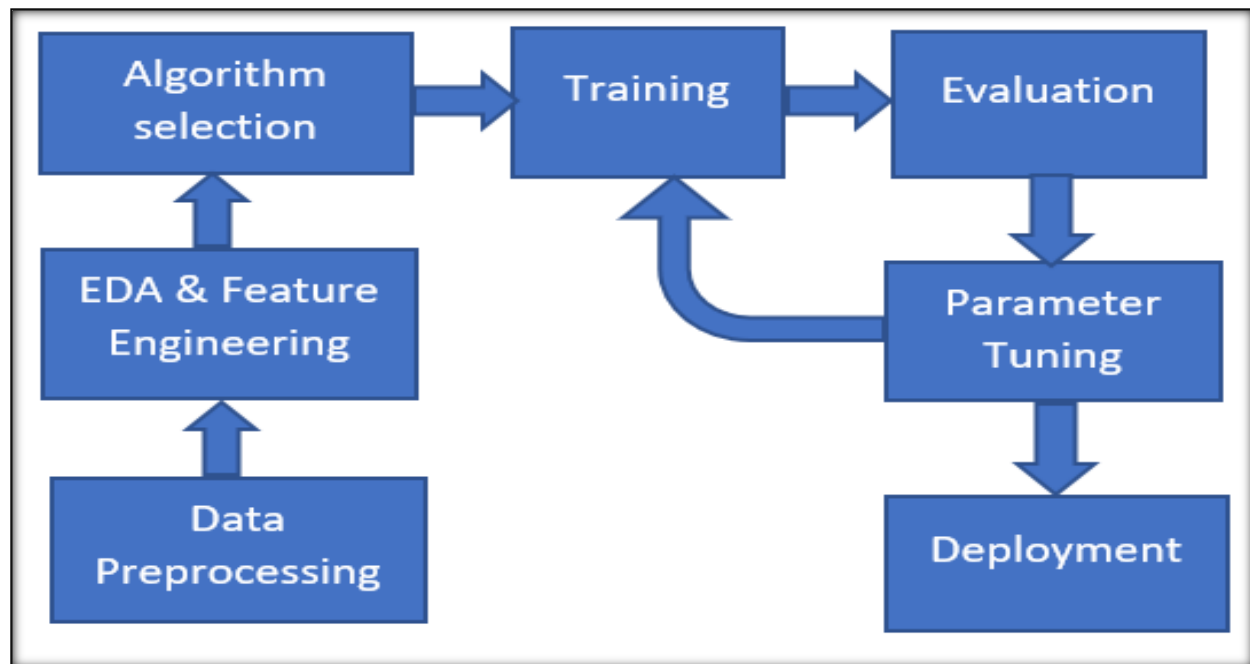 Algorithm
selection
Training
Evaluation
EDA & Feature
Engineering
Parameter
Tuning
Data
Preprocessing
Deployment